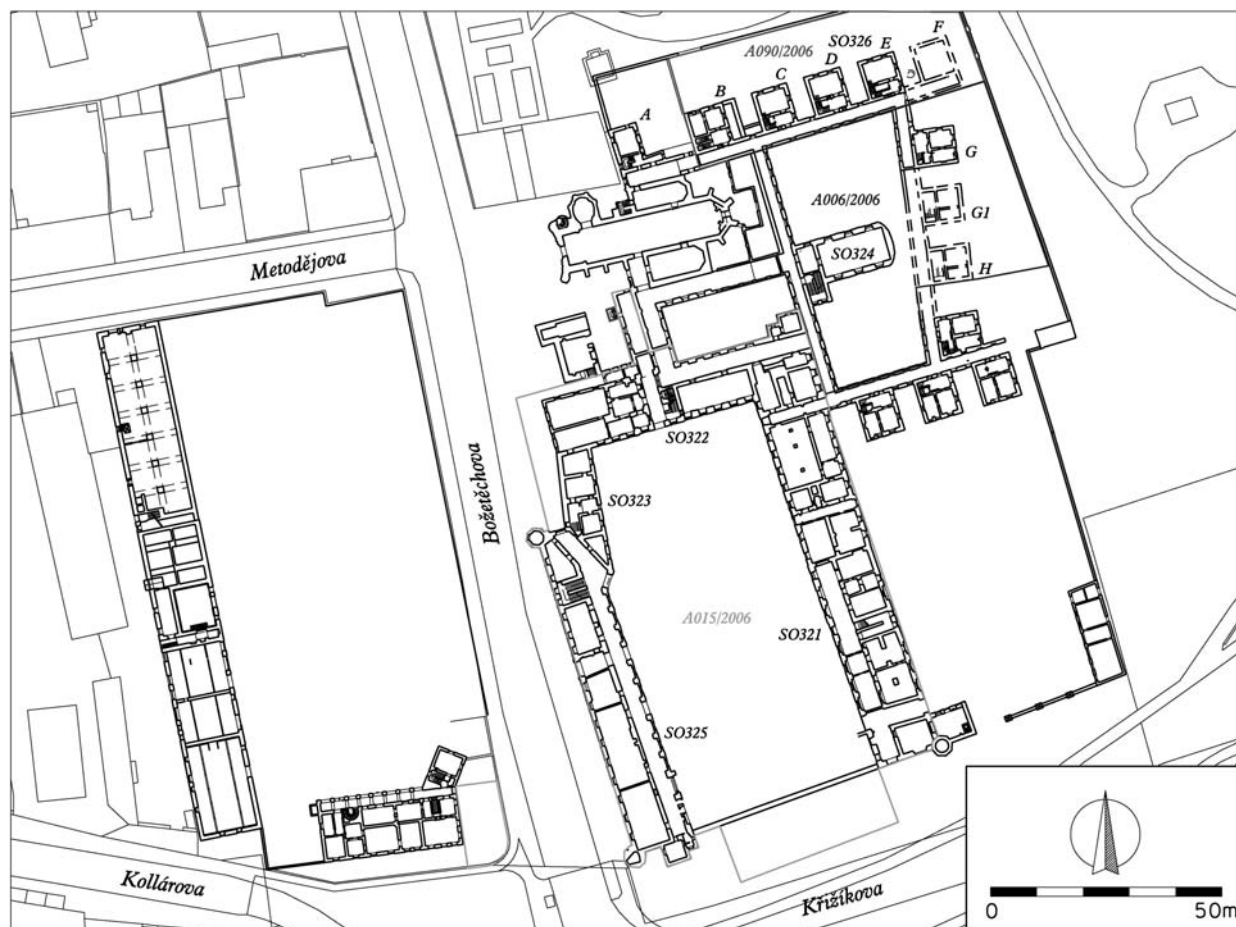 F
SO326
A090/2006
E
D
C
B
A
G
A006/2006
G1
SO324
Metodějova
H
SO322
Božetěchova
SO323
A015/2006
SO321
SO325
Kollárova
Křižíkova
0
50m